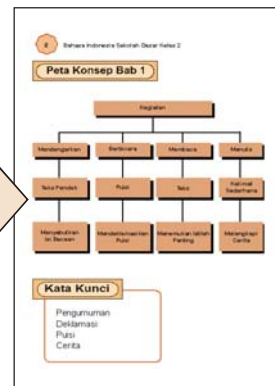 Bahasa Indonesia Sekolah Dasar Kelas 2
Peta Konsep Bab 1
Kegiatan
Mendengarkan
Berbicara
Membaca
Menulis
Teks Pendek
Puisi
Teks
Kalimat
Sederhana
Menyebutkan
Isi Bacaan
Mendeklamasikan
Puisi
Menemukan Istilah
Penting
Melengkapi
Cerita
Kata Kunci
Pengumuman
Deklamasi
Puisi
Cerita